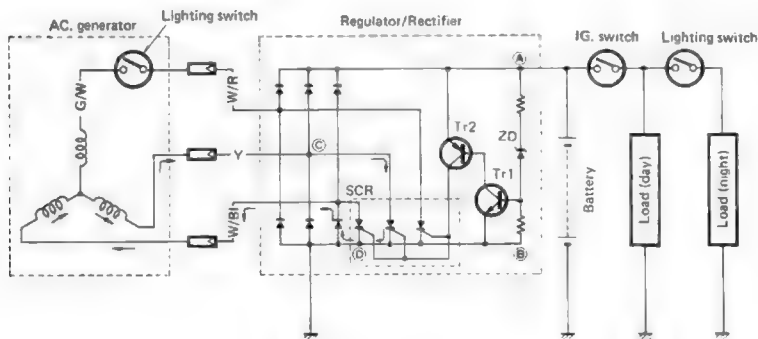 AC. generator
Lighting switch
Regulator/Rectifier
IG. switch
Lighting switch
G/W
W/R
Y
W/Bl
A
C
Tr2
ZD
Tr1
SCR
D
B
Battery
Load (day)
Load (night)